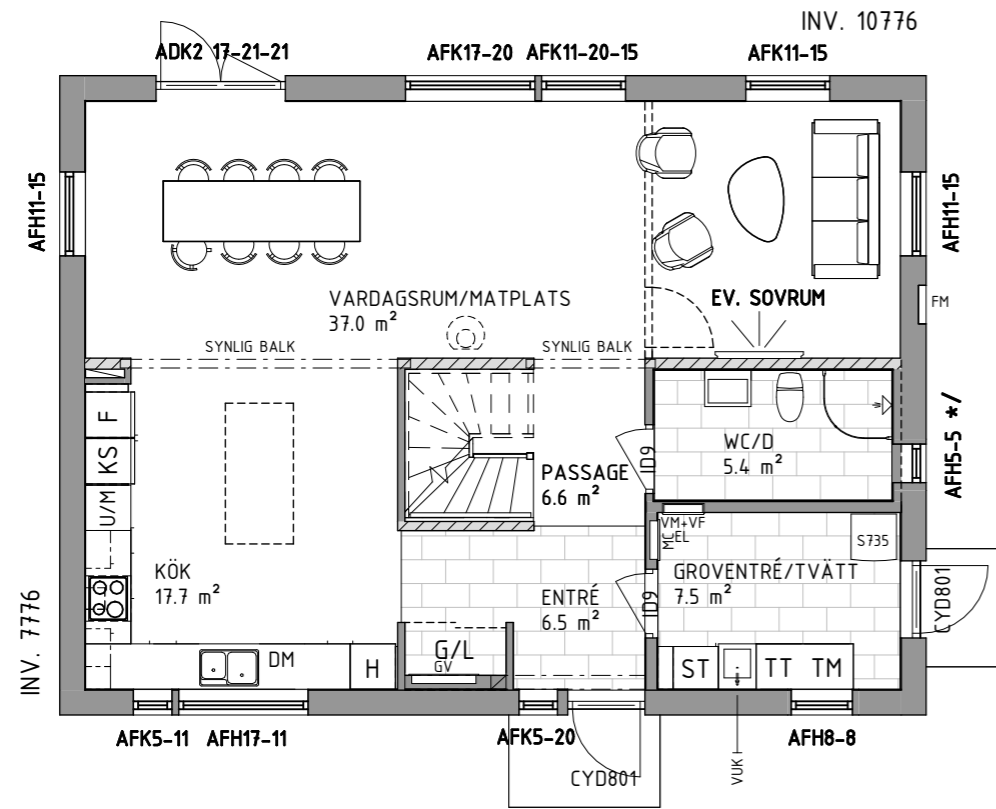 INV. 10776
ADK2 17-21-21
AFK17-20
AFK11-20-15
AFK11-15
AFH11-15
AFH11-15
VARDAGSRUM/MATPLATS
37.0 m²
EV. SOVRUM
FM
SYNLIG BALK
SYNLIG BALK
F
KS
U/M
WC/D
5.4 m²
ID9
AFH5-5 */
PASSAGE
6.6 m²
VM+VF
EL
MC
S735
KÖK
17.7 m²
ENTRÉ
6.5 m²
ID9
GROVENTRÉ/TVÄTT
7.5 m²
CYD801
INV. 7776
DM
H
G/L
GV
ST
TT
TM
AFK5-11
AFH17-11
AFK5-20
AFH8-8
CYD801
VUK